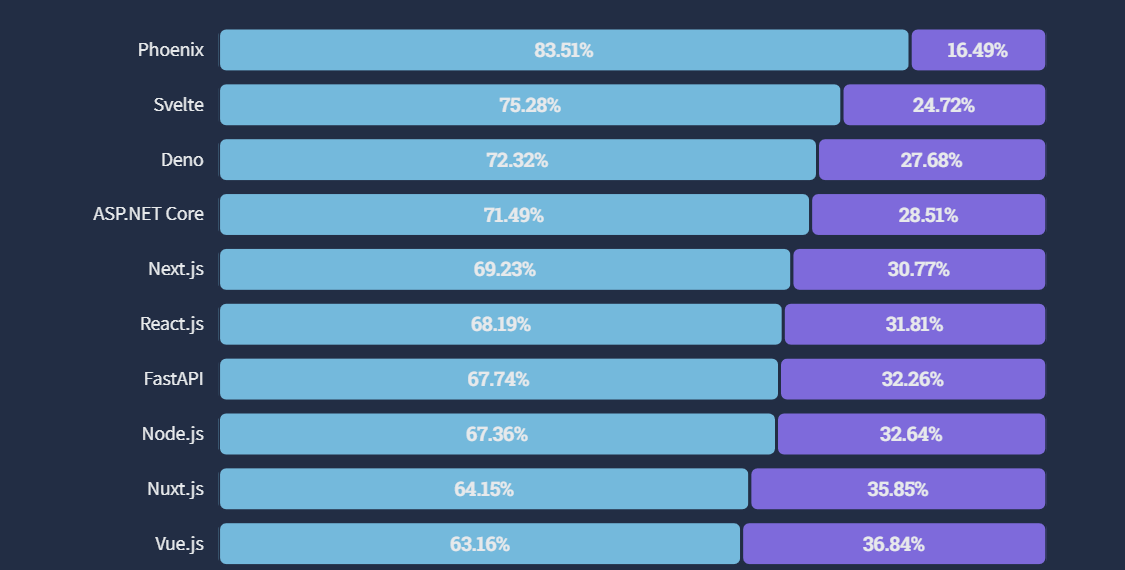 Phoenix 83.51% 16.49%
Svelte 75.28% 24.72%
Deno 72.32% 27.68%
ASP.NET Core 71.49% 28.51%
Next.js 69.23% 30.77%
React.js 68.19% 31.81%
FastAPI 67.74% 32.26%
Node.js 67.36% 32.64%
Nuxt.js 64.15% 35.85%
Vue.js 63.16% 36.84%